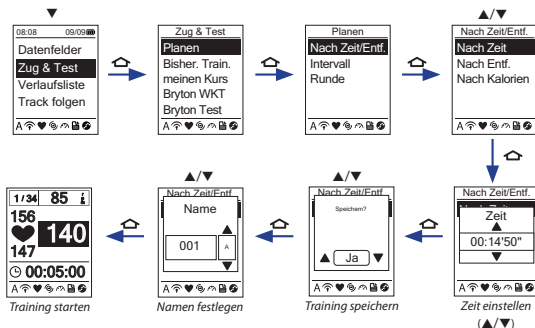 ▼
08:08 09/09
Datenfelder
Zug & Test
Verlaufsliste
Track folgen
Zug & Test
Planen
Bisher. Train.
meinen Kurs
Bryton WKT
Bryton Test
Planen
Nach Zeit/Entf.
Intervall
Runde
▲/▼
Nach Zeit/Entf.
Nach Zeit
Nach Entf.
Nach Kalorien
Nach Zeit/Entf.
Zeit
▲
00:14'50"
▼
Zeit einstellen
(▲/▼)
▲/▼
Nach Zeit/Entf.
Speichern?
▲ Ja ▼
Training speichern
▲/▼
Nach Zeit/Entf.
Name
▲
001 A
▼
Namen festlegen
1/34 85
156
140
147
00:05:00
Training starten